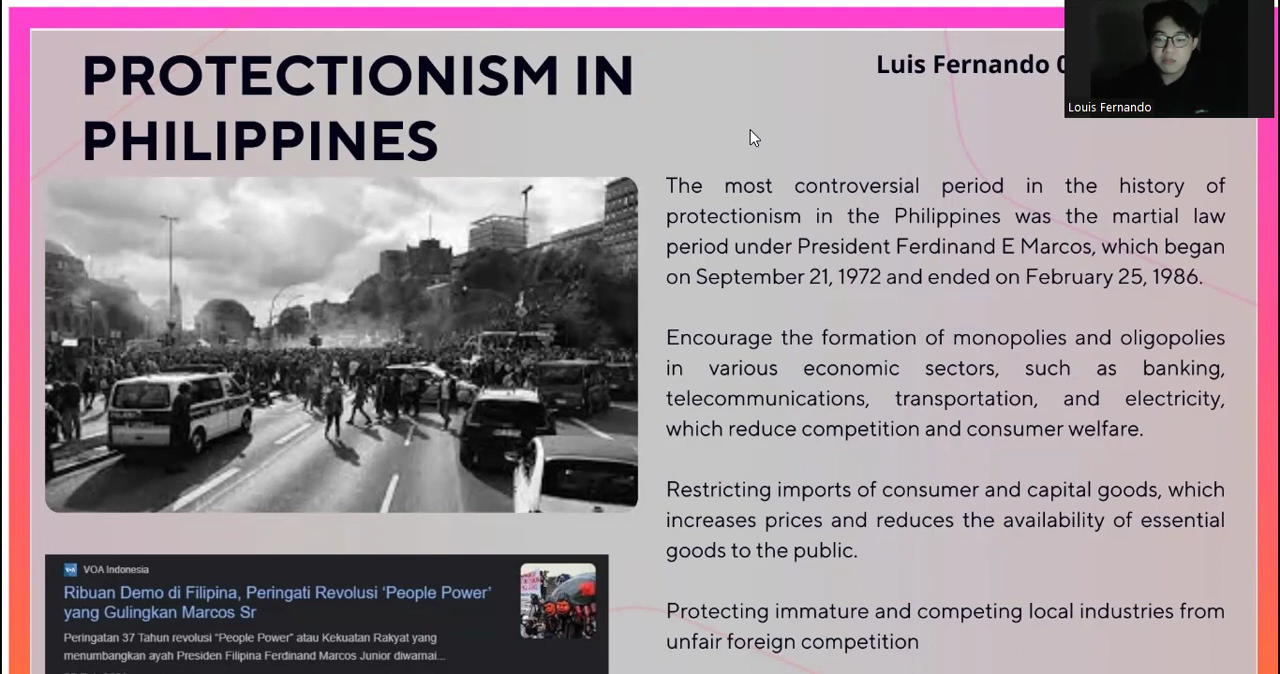 PROTECTIONISM IN
PHILIPPINES
Luis Fernando
Louis Fernando
The most controversial period in the history of
protectionism in the Philippines was the martial law
period under President Ferdinand E Marcos, which began
on September 21, 1972 and ended on February 25, 1986.
Encourage the formation of monopolies and oligopolies
in various economic sectors, such as banking,
telecommunications, transportation, and electricity,
which reduce competition and consumer welfare.
Restricting imports of consumer and capital goods, which
increases prices and reduces the availability of essential
goods to the public.
Protecting immature and competing local industries from
unfair foreign competition
VOA Indonesia
Ribuan Demo di Filipina, Peringati Revolusi ‘People Power’
yang Gulingkan Marcos Sr
Peringatan 37 Tahun revolusi “People Power” atau Kekuatan Rakyat yang
menumbangkan ayah Presiden Filipina Ferdinand Marcos Junior diwarnai...